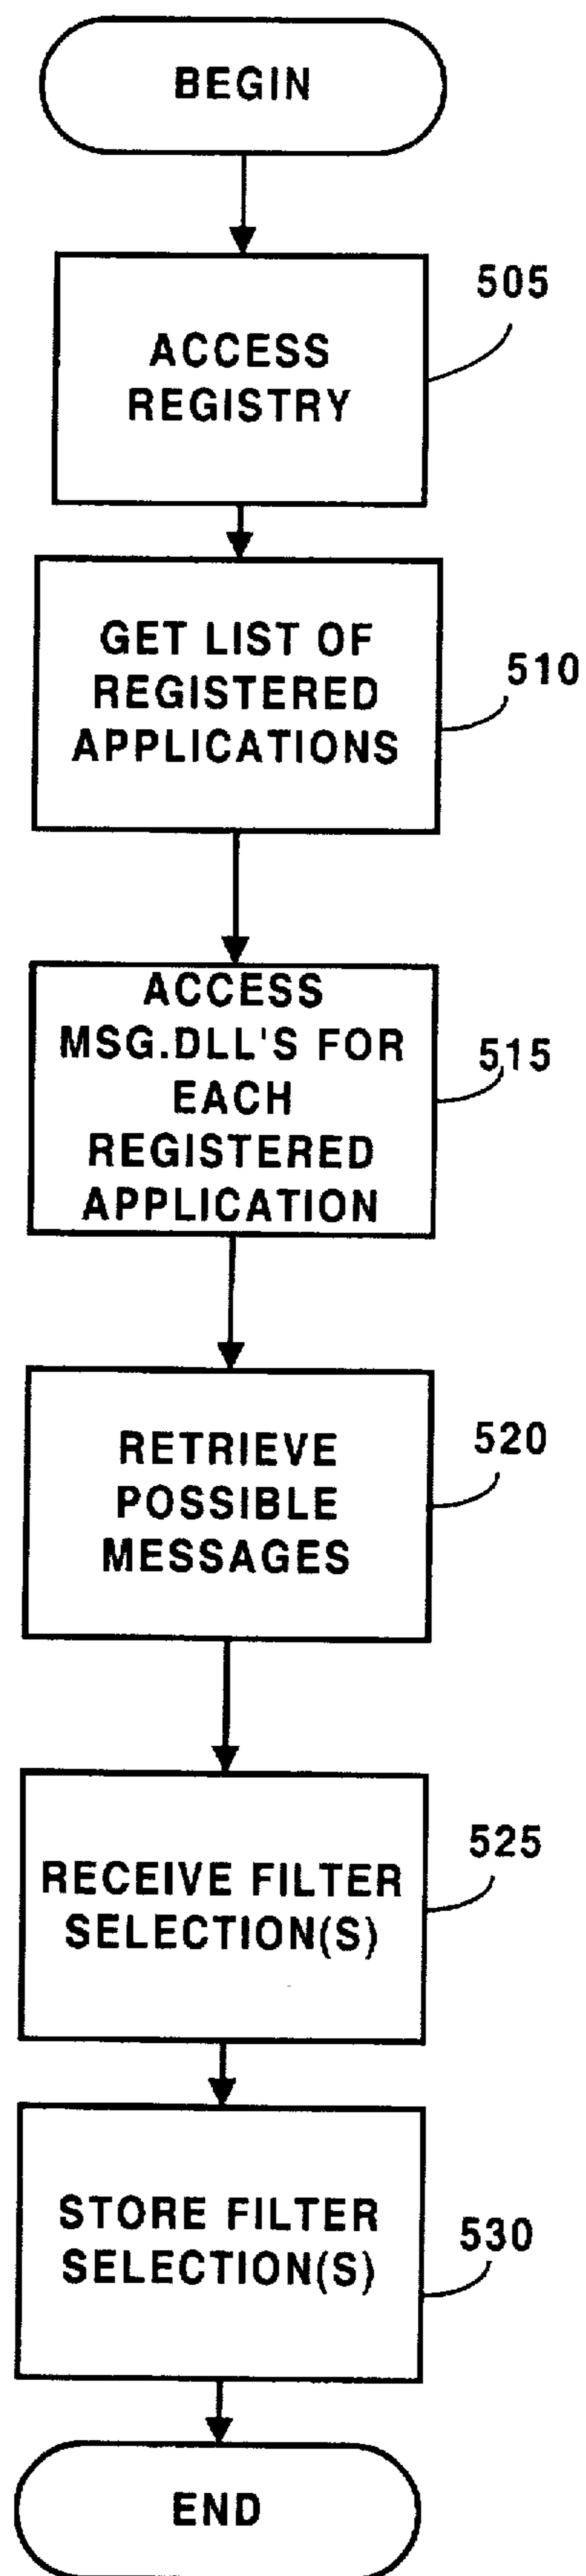 BEGIN
505
ACCESS
REGISTRY
GET LIST OF
REGISTERED
APPLICATIONS
510
ACCESS
MSG.DLL'S FOR
EACH
REGISTERED
APPLICATION
515
RETRIEVE
POSSIBLE
MESSAGES
520
RECEIVE FILTER
SELECTION(S)
525
STORE FILTER
SELECTION(S)
530
END